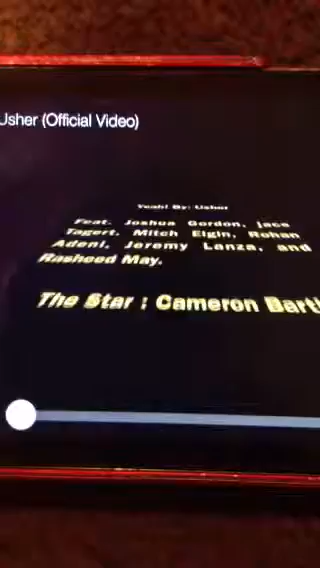 Usher (Official Video)
Yeah! By: Usher
Feat. Joshua Gordon, Jace
Tagert, Mitch Elgin, Rohan
Adeni, Jeremy Lanza, and
Rasheed May.
The Star : Cameron